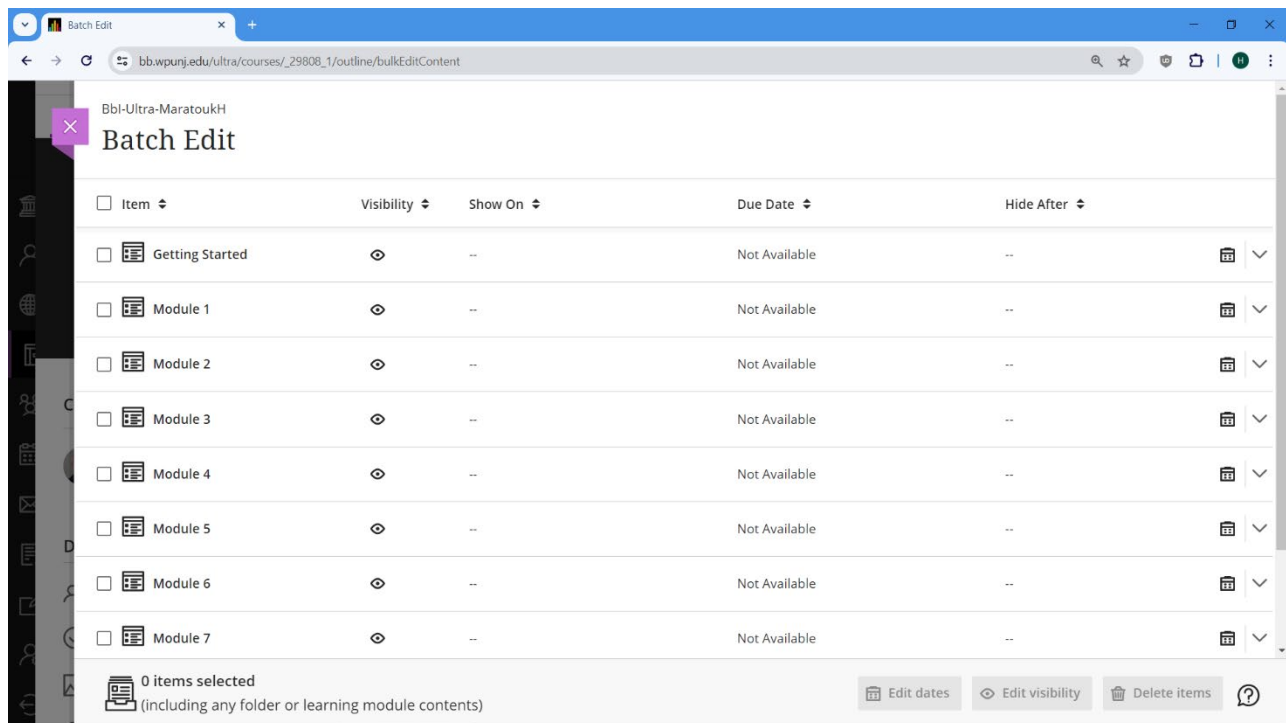 Batch Edit
bb.wpunj.edu/ultra/courses/_29808_1/outline/bulkEditContent
H
BbI-Ultra-MaratoukH
Batch Edit
Item Visibility Show On Due Date Hide After
Getting Started -- Not Available --
Module 1 -- Not Available --
Module 2 -- Not Available --
Module 3 -- Not Available --
Module 4 -- Not Available --
Module 5 -- Not Available --
Module 6 -- Not Available --
Module 7 -- Not Available --
0 items selected
(including any folder or learning module contents)
Edit dates Edit visibility Delete items